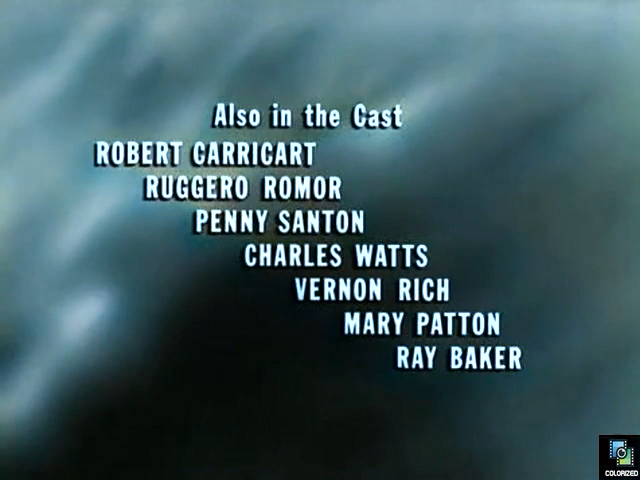 Also in the Cast
ROBERT CARRICART
RUGGERO ROMOR
PENNY SANTON
CHARLES WATTS
VERNON RICH
MARY PATTON
RAY BAKER
COLORIZED